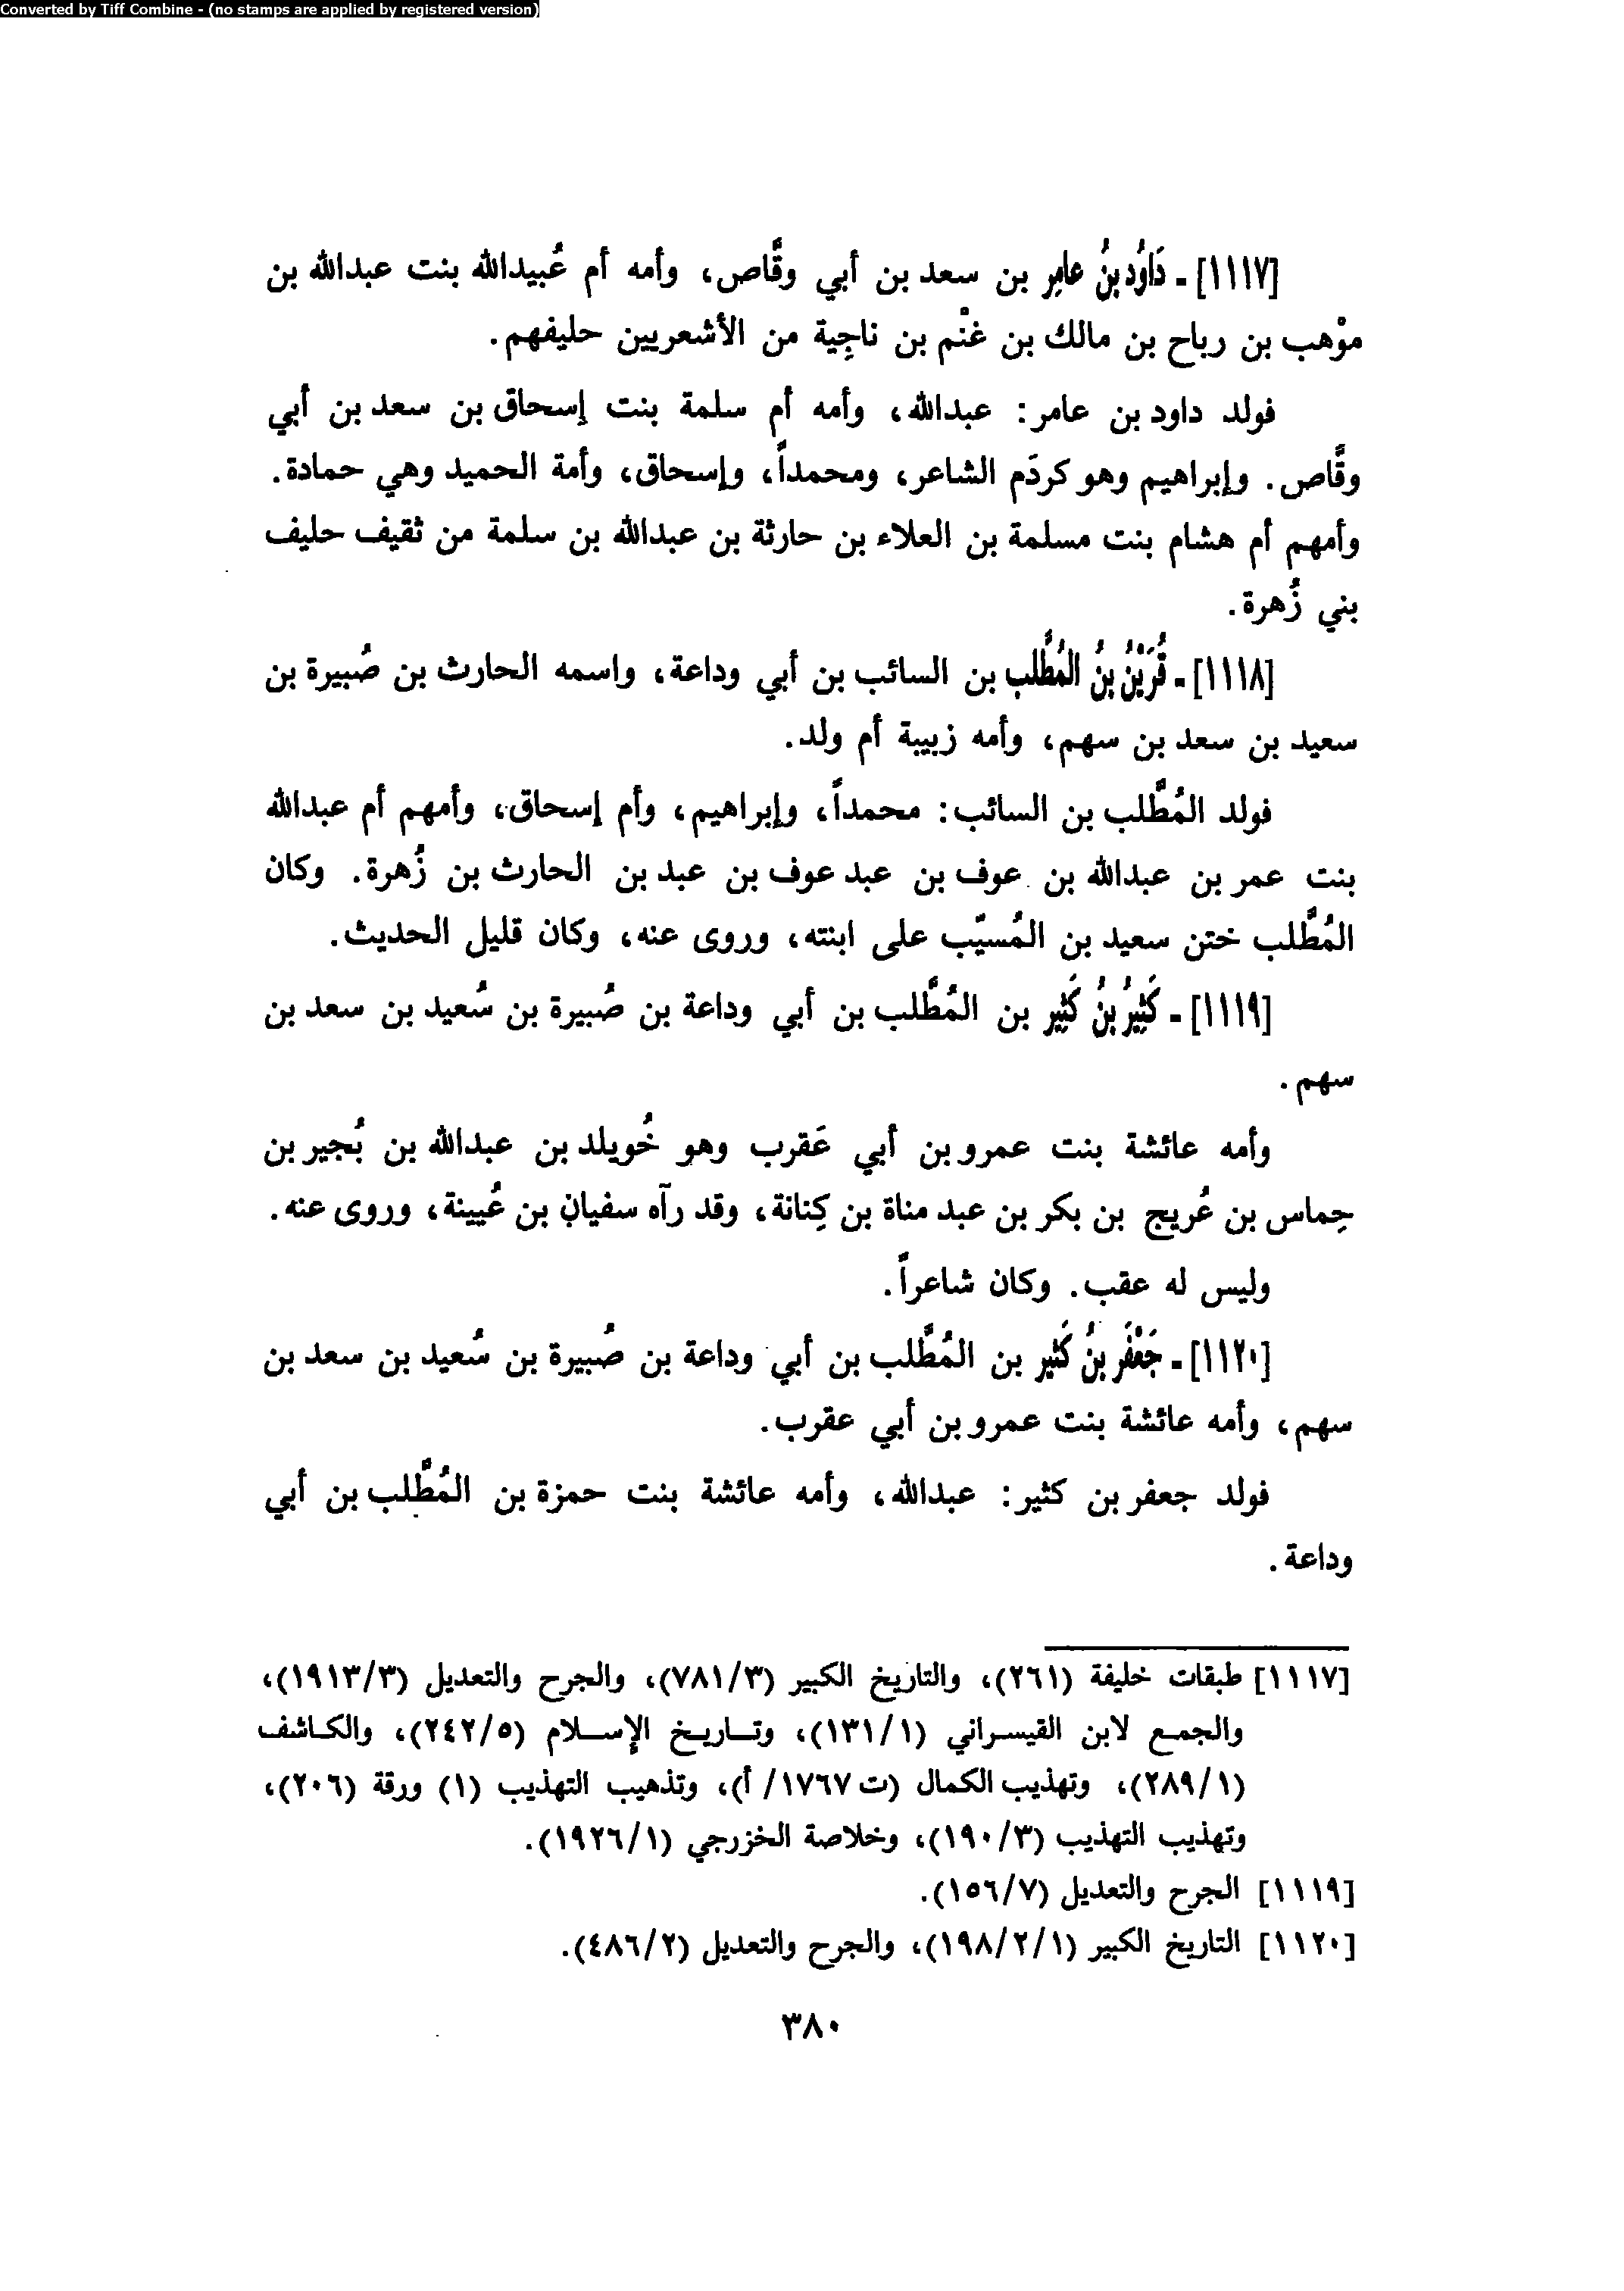 Converted by Tiff Combine - (no stamps are applied by registered version)
[١١١٧] - دَاوُد بنُ عامِر بن سعد بن أبي وقَّاص، وأمه أم عُبيدالله بنت عبدالله بن
موْهب بن رباح بن مالك بن غنْم بن ناجِية من الأشعريين حليفهم.
فولد داود بن عامر: عبدالله، وأمه أم سلمة بنت إسحاق بن سعد بن أبي
وقَّاص. وإبراهيم وهو كردَم الشاعر، ومحمداً، وإسحاق، وأمة الحميد وهي حمادة.
وأمهم أم هشام بنت مسلمة بن العلاء بن حارثة بن عبدالله بن سلمة من ثقيف حليف
بني زُهرة.
[١١١٨] - بنُ المُطَّلب بن السائب بن أبي وداعة، واسمه الحارث بن صُبيرة بن
سعيد بن سعد بن سهم، وأمه زبيبة أم ولد.
فولد المُطَّلب بن السائب: محمداً، وإبراهيم، وأم إسحاق، وأمهم أم عبدالله
بنت عمر بن عبدالله بن عوف بن عبد عوف بن عبد بن الحارث بن زُهرة. وكان
المُطَّلب ختن سعيد بن المُسيّب على ابنته، وروى عنه، وكان قليل الحديث.
[١١١٩] - كَثِيرُ بنُ كَثِير بن المُطَّلب بن أبي وداعة بن صُبيرة بن سُعيد بن سعد بن
سهم.
وأمه عائشة بنت عمرو بن أبي عَقرب وهو خُويلد بن عبدالله بن بُجير بن
حِماس بن عُريج بن بكر بن عبد مناة بن كِنانة، وقد رآه سفيان بن عُيينة، وروى عنه.
وليس له عقب. وكان شاعراً.
[١١٢٠] - جَعْفَر بنُ كَثير بن المُطَّلب بن أبي وداعة بن صُبيرة بن سُعيد بن سعد بن
سهم، وأمه عائشة بنت عمرو بن أبي عقرب.
فولد جعفر بن كثير: عبدالله، وأمه عائشة بنت حمزة بن المُطَّلب بن أبي
وداعة.
[١١١٧] طبقات خليفة (٢٦١)، والتاريخ الكبير (٧٨١/٣)، والجرح والتعديل (١٩١٣/٣)،
والجمع لابن القيسراني (١٣١/١)، وتاريخ الإسلام (٢٤٢/٥)، والكاشف
(٢٨٩/١)، وتهذيب الكمال (ت ١٧٦٧/ أ)، وتذهيب التهذيب (١) ورقة (٢٠٦)،
وتهذيب التهذيب (١٩٠/٣)، وخلاصة الخزرجي (١٩٢٦/١).
[١١١٩] الجرح والتعديل (١٥٦/٧).
[١١٢٠] التاريخ الكبير (١٩٨/٢/١)، والجرح والتعديل (٤٨٦/٢).
٣٨٠